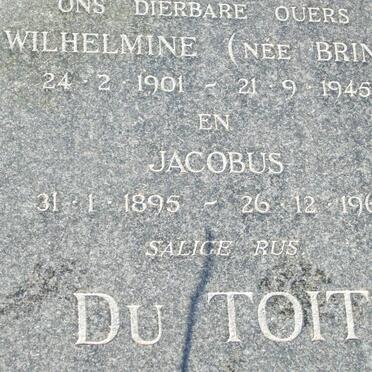 ONS DIERBARE OUERS
WILHELMINE (NÉE BRIN
24 · 2 · 1901 - 21 · 9 · 1945
EN
JACOBUS
31 · 1 · 1895 - 26 · 12 · 196
SALIGE RUS.
DU TOIT